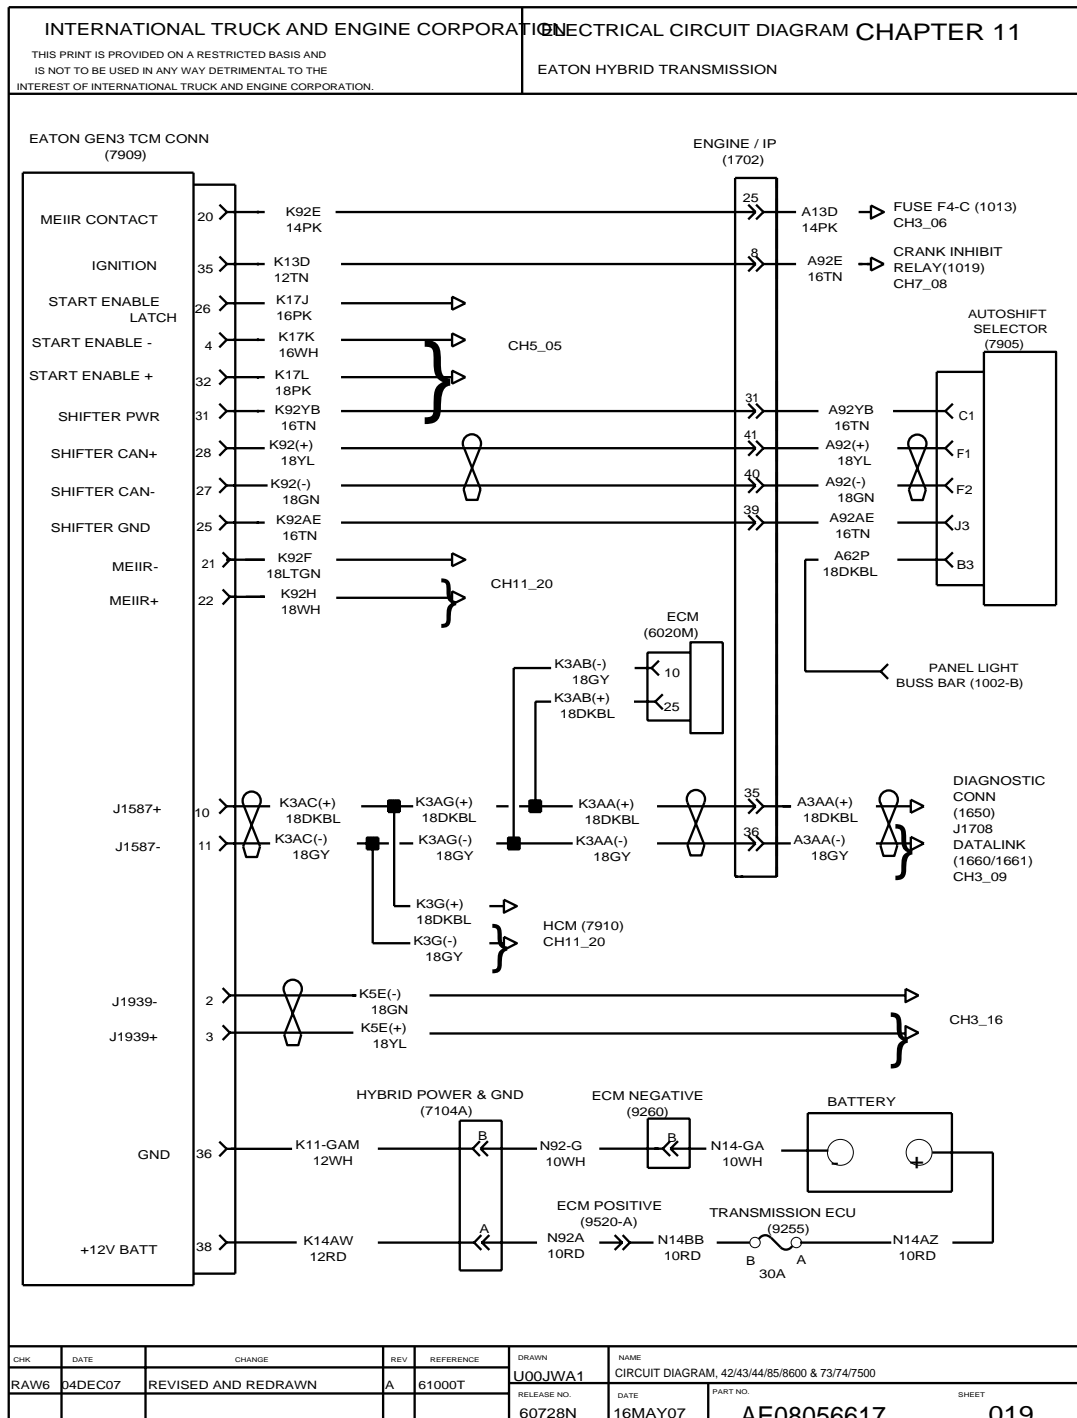 INTERNATIONAL TRUCK AND ENGINE CORPORATION
ELECTRICAL CIRCUIT DIAGRAM CHAPTER 11
THIS PRINT IS PROVIDED ON A RESTRICTED BASIS AND
IS NOT TO BE USED IN ANY WAY DETRIMENTAL TO THE
INTEREST OF INTERNATIONAL TRUCK AND ENGINE CORPORATION.
EATON HYBRID TRANSMISSION
EATON GEN3 TCM CONN
(7909)
ENGINE / IP
(1702)
MEIIR CONTACT 20 K92E 25 A13D FUSE F4-C (1013)
14PK 14PK CH3_06
IGNITION 35 K13D 8 A92E CRANK INHIBIT
12TN 16TN RELAY(1019)
CH7_08
START ENABLE 26 K17J
LATCH 16PK
START ENABLE - 4 K17K CH5_05
16WH
START ENABLE + 32 K17L
18PK
AUTOSHIFT
SELECTOR
(7905)
SHIFTER PWR 31 K92YB 31 A92YB C1
16TN 16TN
SHIFTER CAN+ 28 K92(+) 41 A92(+) F1
18YL 18YL
SHIFTER CAN- 27 K92(-) 40 A92(-) F2
18GN 18GN
SHIFTER GND 25 K92AE 39 A92AE J3
16TN 16TN
MEIIR- 21 K92F A62P B3
18LTGN 18DKBL
CH11_20
MEIIR+ 22 K92H
18WH
ECM
(6020M)
K3AB(-) 10
18GY
K3AB(+) 25
18DKBL
PANEL LIGHT
BUSS BAR (1002-B)
J1587+ 10 K3AC(+) K3AG(+) K3AA(+) 35 A3AA(+)
18DKBL 18DKBL 18DKBL 18DKBL
J1587- 11 K3AC(-) K3AG(-) K3AA(-) 36 A3AA(-)
18GY 18GY 18GY 18GY
DIAGNOSTIC
CONN
(1650)
J1708
DATALINK
(1660/1661)
CH3_09
K3G(+)
18DKBL
K3G(-)
18GY
HCM (7910)
CH11_20
J1939- 2 K5E(-)
18GN
J1939+ 3 K5E(+)
18YL
CH3_16
HYBRID POWER & GND
(7104A)
ECM NEGATIVE
(9260)
BATTERY
GND 36 K11-GAM B N92-G B N14-GA - +
12WH 10WH 10WH
ECM POSITIVE
(9520-A)
TRANSMISSION ECU
(9255)
+12V BATT 38 K14AW A N92A N14BB B A N14AZ
12RD 10RD 10RD 30A 10RD
CHK DATE CHANGE REV REFERENCE DRAWN NAME
RAW6 04DEC07 REVISED AND REDRAWN A 61000T U00JWA1 CIRCUIT DIAGRAM, 42/43/44/85/8600 & 73/74/7500
RELEASE NO. DATE PART NO. SHEET
60728N 16MAY07 AE08056617 019